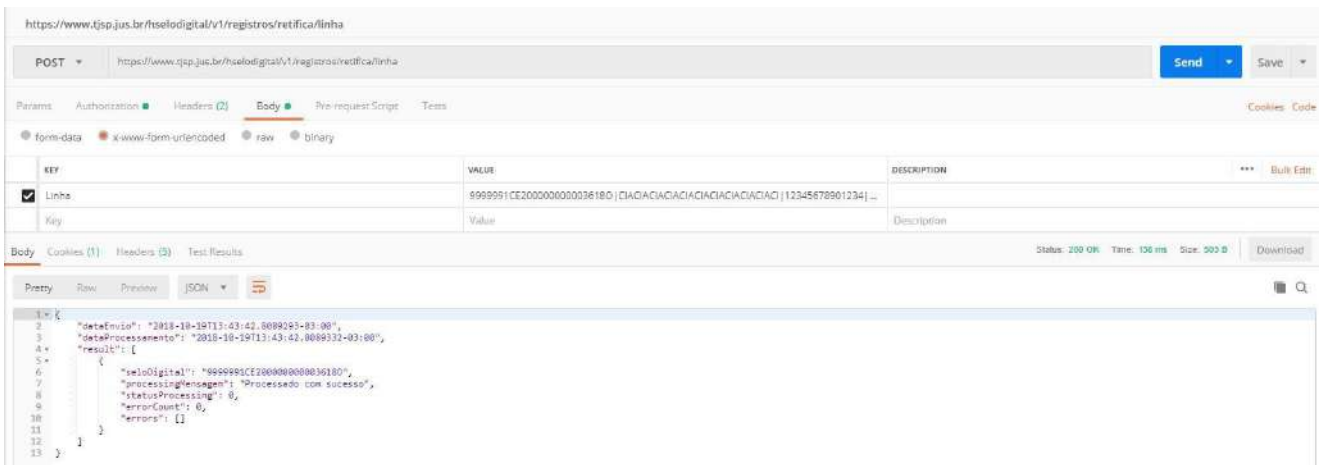 https://www.tjsp.jus.br/hselodigital/v1/registros/retifica/linha
POST https://www.tjsp.jus.br/hselodigital/v1/registros/retifica/linha Send Save
Params Authorization Headers (2) Body Pre-request Script Tests Cookies Code
form-data x-www-form-urlencoded raw binary
KEY VALUE DESCRIPTION ••• Bulk Edit
Linha |12345678901234| ...
Key Value Description
Body Cookies (1) Headers (5) Test Results Status: 200 OK Time: 136 ms Size: 503 B Download
Pretty Raw Preview JSON
1 {
2 "dataEnvio": "2018-10-19T13:43:42.8089293-03:00",
3 "dataProcessamento": "2018-10-19T13:43:42.8089332-03:00",
4 "result": [
5 {
6 "seloDigital": "9999991CE2000000000036180",
7 "processingMensagem": "Processado com sucesso",
8 "statusProcessing": 0,
9 "errorCount": 0,
10 "errors": []
11 }
12 ]
13 }